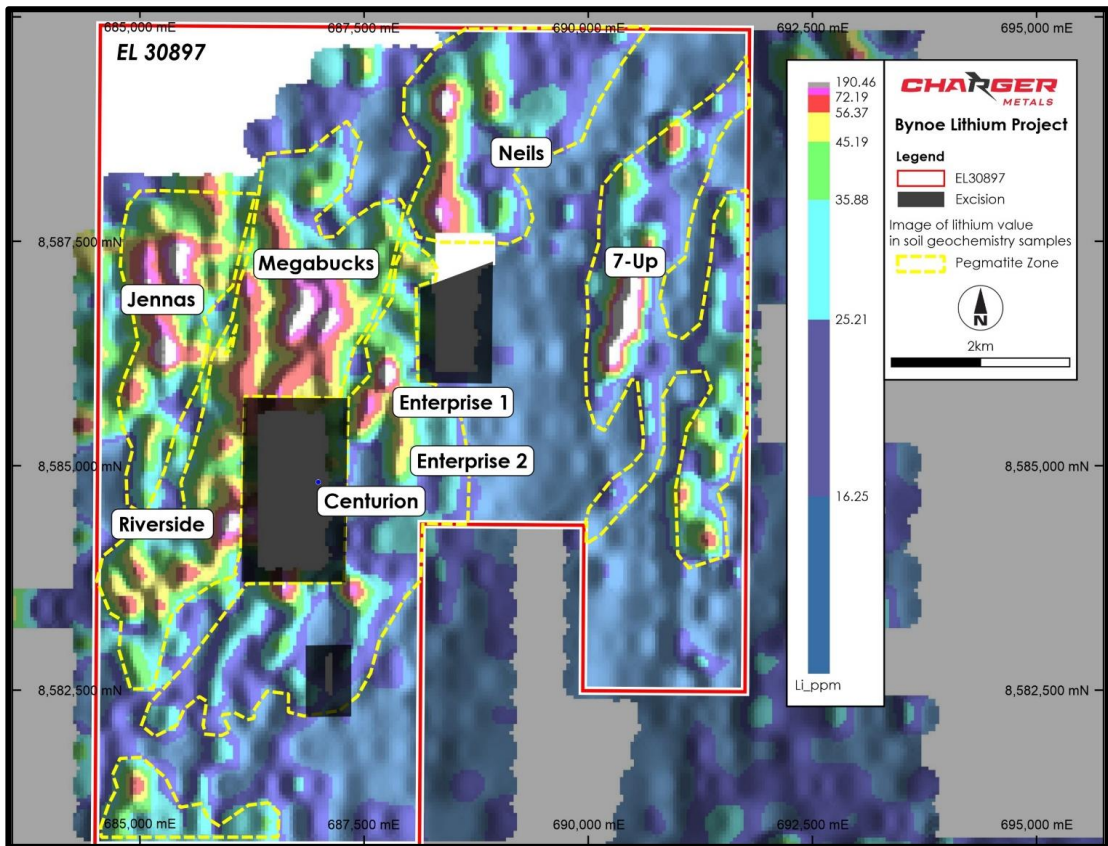 685,000 mE
687,500 mE
690,000 mE
692,500 mE
695,000 mE
EL 30897
190.46
72.19
56.37
45.19
35.88
25.21
16.25
Li_ppm
CHARGER
METALS
Bynoe Lithium Project
Legend
EL30897
Excision
Image of lithium value
in soil geochemistry samples
Pegmatite Zone
N
2km
Neils
8,587,500 mN
8,587,500 mN
Megabucks
7-Up
Jennas
Enterprise 1
Enterprise 2
8,585,000 mN
8,585,000 mN
Centurion
Riverside
8,582,500 mN
8,582,500 mN
685,000 mE
687,500 mE
690,000 mE
692,500 mE
695,000 mE